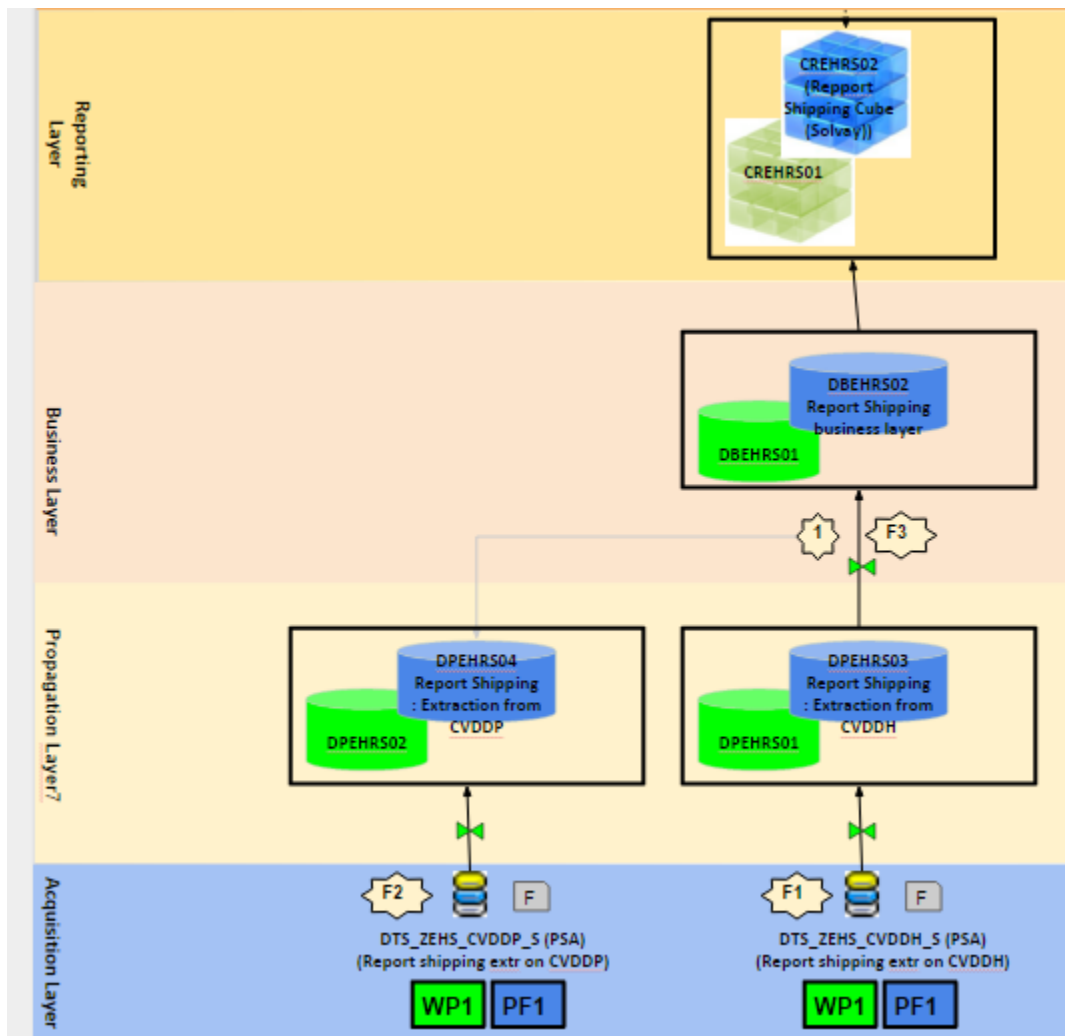 Reporting
Layer
CREHRS02
(Repport
Shipping Cube
(Solvay))
CREHRS01
Business Layer
DBEHRS02
Report Shipping
business layer
DBEHRS01
1
F3
Propagation Layer7
DPEHRS04
Report Shipping
: Extraction from
CVDDP
DPEHRS02
DPEHRS03
Report Shipping
: Extraction from
CVDDH
DPEHRS01
Acquisition Layer
F2
F
DTS_ZEHS_CVDDP_S (PSA)
(Report shipping extr on CVDDP)
WP1
PF1
F1
F
DTS_ZEHS_CVDDH_S (PSA)
(Report shipping extr on CVDDH)
WP1
PF1